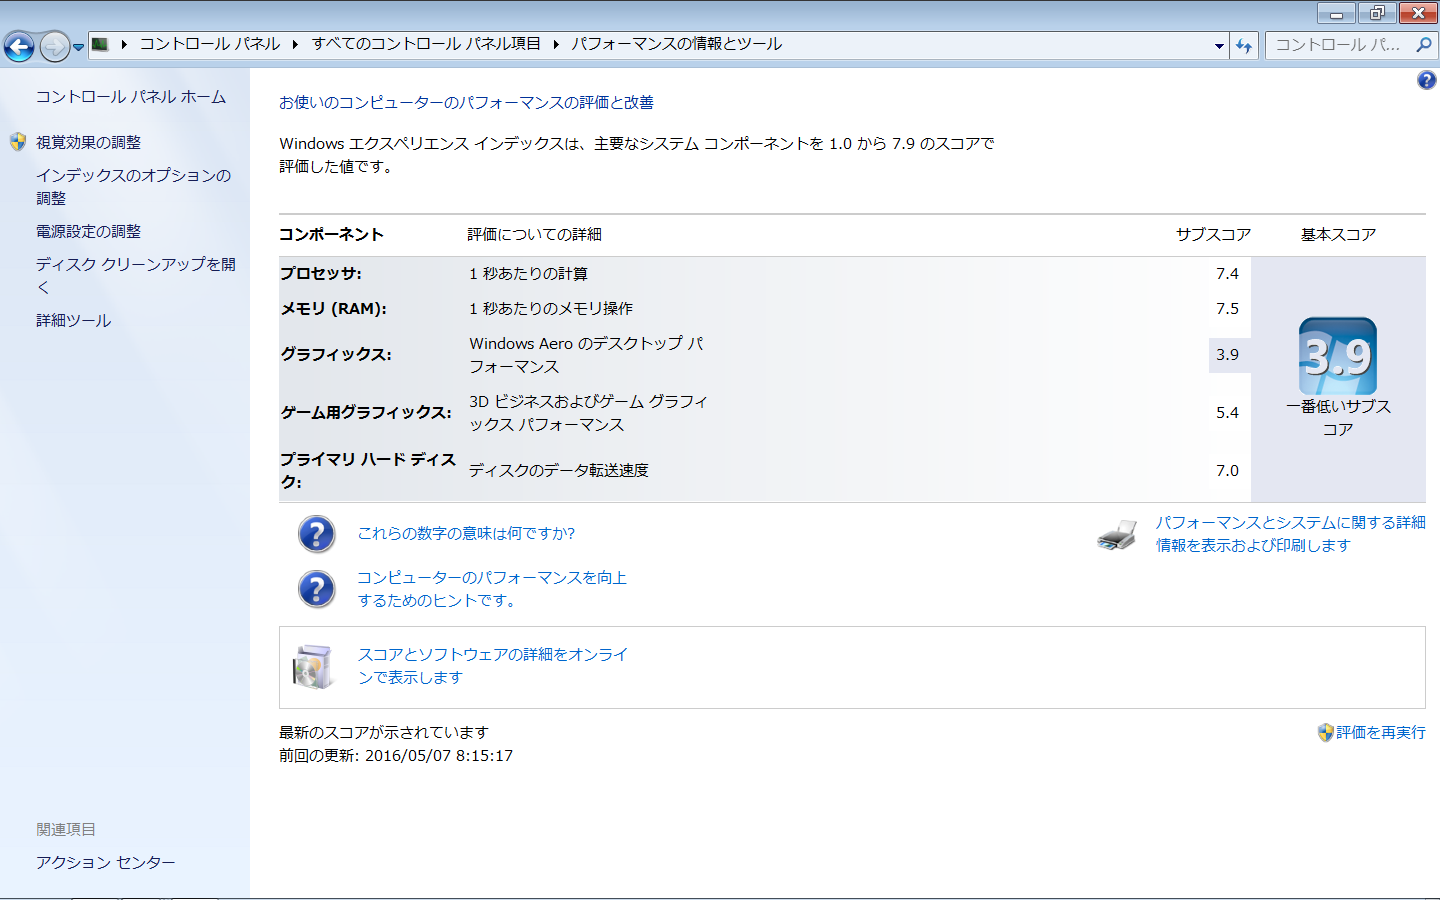 コントロール パネル
すべてのコントロール パネル項目
パフォーマンスの情報とツール
コントロール パ...
コントロール パネル ホーム
視覚効果の調整
インデックスのオプションの
調整
電源設定の調整
ディスク クリーンアップを開
く
詳細ツール
関連項目
アクション センター
お使いのコンピューターのパフォーマンスの評価と改善
Windows エクスペリエンス インデックスは、主要なシステム コンポーネントを 1.0 から 7.9 のスコアで
評価した値です。
コンポーネント 評価についての詳細 サブスコア 基本スコア
プロセッサ: 1 秒あたりの計算 7.4
メモリ (RAM): 1 秒あたりのメモリ操作 7.5
グラフィックス: Windows Aero のデスクトップ パ
フォーマンス 3.9
ゲーム用グラフィックス: 3D ビジネスおよびゲーム グラフィ
ックス パフォーマンス 5.4
プライマリ ハード ディス
ク: ディスクのデータ転送速度 7.0
3.9
一番低いサブス
コア
これらの数字の意味は何ですか?
コンピューターのパフォーマンスを向上
するためのヒントです。
パフォーマンスとシステムに関する詳細
情報を表示および印刷します
スコアとソフトウェアの詳細をオンライ
ンで表示します
最新のスコアが示されています
前回の更新: 2016/05/07 8:15:17
評価を再実行